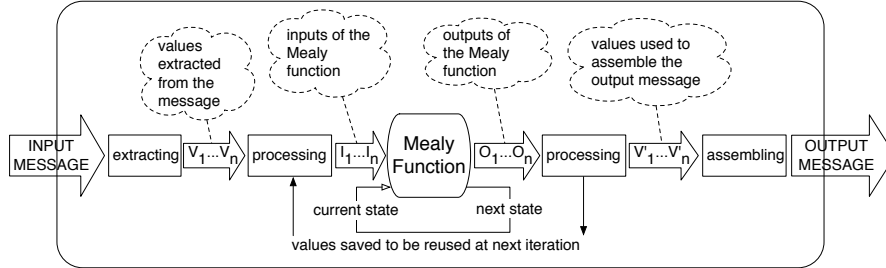 values
extracted
from the
message
inputs of the
Mealy
function
outputs
of the Mealy
function
values used to
assemble the
output message
INPUT
MESSAGE
extracting
V1...Vn
processing
I1...In
Mealy
Function
O1...On
processing
V'1...V'n
assembling
OUTPUT
MESSAGE
current state
next state
values saved to be reused at next iteration